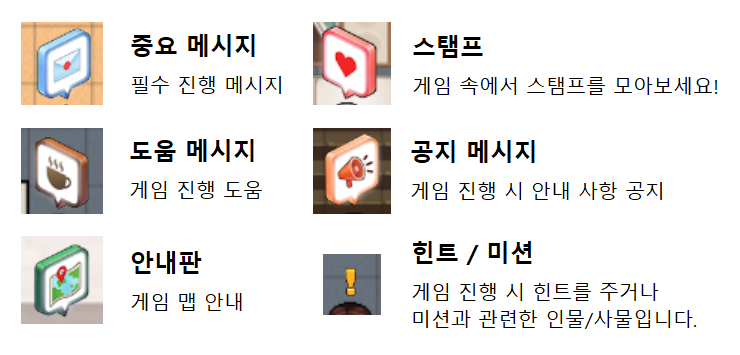 중요 메시지
필수 진행 메시지
스탬프
게임 속에서 스탬프를 모아보세요!
도움 메시지
게임 진행 도움
공지 메시지
게임 진행 시 안내 사항 공지
안내판
게임 맵 안내
힌트 / 미션
게임 진행 시 힌트를 주거나
미션과 관련한 인물/사물입니다.